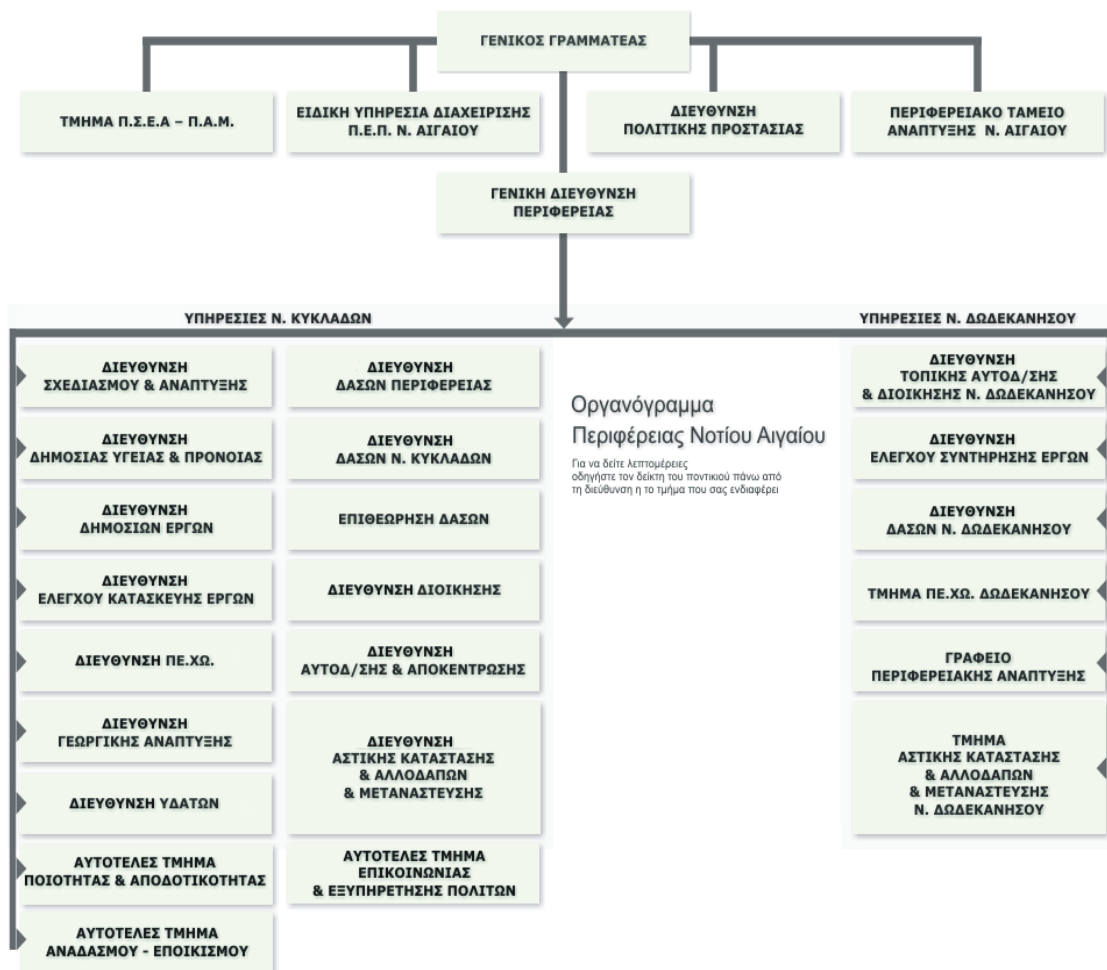 ΓΕΝΙΚΟΣ ΓΡΑΜΜΑΤΕΑΣ
ΤΜΗΜΑ Π.Σ.Ε.Α – Π.Α.Μ.
ΕΙΔΙΚΗ ΥΠΗΡΕΣΙΑ ΔΙΑΧΕΙΡΙΣΗΣ
Π.Ε.Π. Ν. ΑΙΓΑΙΟΥ
ΔΙΕΥΘΥΝΣΗ
ΠΟΛΙΤΙΚΗΣ ΠΡΟΣΤΑΣΙΑΣ
ΠΕΡΙΦΕΡΕΙΑΚΟ ΤΑΜΕΙΟ
ΑΝΑΠΤΥΞΗΣ Ν. ΑΙΓΑΙΟΥ
ΓΕΝΙΚΗ ΔΙΕΥΘΥΝΣΗ
ΠΕΡΙΦΕΡΕΙΑΣ
ΥΠΗΡΕΣΙΕΣ Ν. ΚΥΚΛΑΔΩΝ
ΔΙΕΥΘΥΝΣΗ
ΣΧΕΔΙΑΣΜΟΥ & ΑΝΑΠΤΥΞΗΣ
ΔΙΕΥΘΥΝΣΗ
ΔΗΜΟΣΙΑΣ ΥΓΕΙΑΣ & ΠΡΟΝΟΙΑΣ
ΔΙΕΥΘΥΝΣΗ
ΔΗΜΟΣΙΩΝ ΕΡΓΩΝ
ΔΙΕΥΘΥΝΣΗ
ΕΛΕΓΧΟΥ ΚΑΤΑΣΚΕΥΗΣ ΕΡΓΩΝ
ΔΙΕΥΘΥΝΣΗ ΠΕ.ΧΩ.
ΔΙΕΥΘΥΝΣΗ
ΓΕΩΡΓΙΚΗΣ ΑΝΑΠΤΥΞΗΣ
ΔΙΕΥΘΥΝΣΗ ΥΔΑΤΩΝ
ΑΥΤΟΤΕΛΕΣ ΤΜΗΜΑ
ΠΟΙΟΤΗΤΑΣ & ΑΠΟΔΟΤΙΚΟΤΗΤΑΣ
ΑΥΤΟΤΕΛΕΣ ΤΜΗΜΑ
ΑΝΑΔΑΣΜΟΥ - ΕΠΟΙΚΙΣΜΟΥ
ΔΙΕΥΘΥΝΣΗ
ΔΑΣΩΝ ΠΕΡΙΦΕΡΕΙΑΣ
ΔΙΕΥΘΥΝΣΗ
ΔΑΣΩΝ Ν. ΚΥΚΛΑΔΩΝ
ΕΠΙΘΕΩΡΗΣΗ ΔΑΣΩΝ
ΔΙΕΥΘΥΝΣΗ ΔΙΟΙΚΗΣΗΣ
ΔΙΕΥΘΥΝΣΗ
ΑΥΤΟΔ/ΣΗΣ & ΑΠΟΚΕΝΤΡΩΣΗΣ
ΔΙΕΥΘΥΝΣΗ
ΑΣΤΙΚΗΣ ΚΑΤΑΣΤΑΣΗΣ
& ΑΛΛΟΔΑΠΩΝ
& ΜΕΤΑΝΑΣΤΕΥΣΗΣ
ΑΥΤΟΤΕΛΕΣ ΤΜΗΜΑ
ΕΠΙΚΟΙΝΩΝΙΑΣ
& ΕΞΥΠΗΡΕΤΗΣΗΣ ΠΟΛΙΤΩΝ
Οργανόγραμμα
Περιφέρειας Νοτίου Αιγαίου
Για να δείτε λεπτομέρειες
οδηγήστε τον δείκτη του ποντικιού πάνω από
τη διεύθυνση η το τμήμα που σας ενδιαφέρει
ΥΠΗΡΕΣΙΕΣ Ν. ΔΩΔΕΚΑΝΗΣΟΥ
ΔΙΕΥΘΥΝΣΗ
ΤΟΠΙΚΗΣ ΑΥΤΟΔ/ΣΗΣ
& ΔΙΟΙΚΗΣΗΣ Ν. ΔΩΔΕΚΑΝΗΣΟΥ
ΔΙΕΥΘΥΝΣΗ
ΕΛΕΓΧΟΥ ΣΥΝΤΗΡΗΣΗΣ ΕΡΓΩΝ
ΔΙΕΥΘΥΝΣΗ
ΔΑΣΩΝ Ν. ΔΩΔΕΚΑΝΗΣΟΥ
ΤΜΗΜΑ ΠΕ.ΧΩ. ΔΩΔΕΚΑΝΗΣΟΥ
ΓΡΑΦΕΙΟ
ΠΕΡΙΦΕΡΕΙΑΚΗΣ ΑΝΑΠΤΥΞΗΣ
ΤΜΗΜΑ
ΑΣΤΙΚΗΣ ΚΑΤΑΣΤΑΣΗΣ
& ΑΛΛΟΔΑΠΩΝ
& ΜΕΤΑΝΑΣΤΕΥΣΗΣ
Ν. ΔΩΔΕΚΑΝΗΣΟΥ